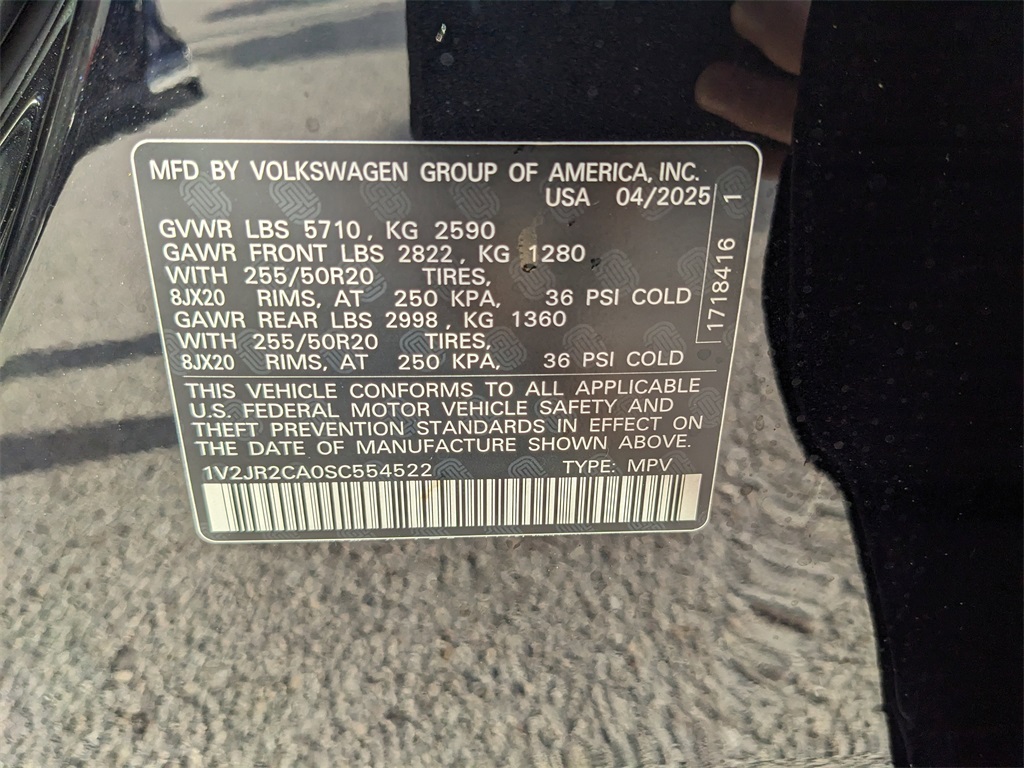 MFD BY VOLKSWAGEN GROUP OF AMERICA, INC.
USA 04/2025
GVWR LBS 5710, KG 2590
GAWR FRONT LBS 2822, KG 1280
WITH 255/50R20 TIRES,
8JX20 RIMS, AT 250 KPA, 36 PSI COLD
GAWR REAR LBS 2998, KG 1360
WITH 255/50R20 TIRES,
8JX20 RIMS, AT 250 KPA, 36 PSI COLD
THIS VEHICLE CONFORMS TO ALL APPLICABLE
U.S. FEDERAL MOTOR VEHICLE SAFETY AND
THEFT PREVENTION STANDARDS IN EFFECT ON
THE DATE OF MANUFACTURE SHOWN ABOVE.
1V2JR2CA0SC554522 TYPE: MPV
1718416 1